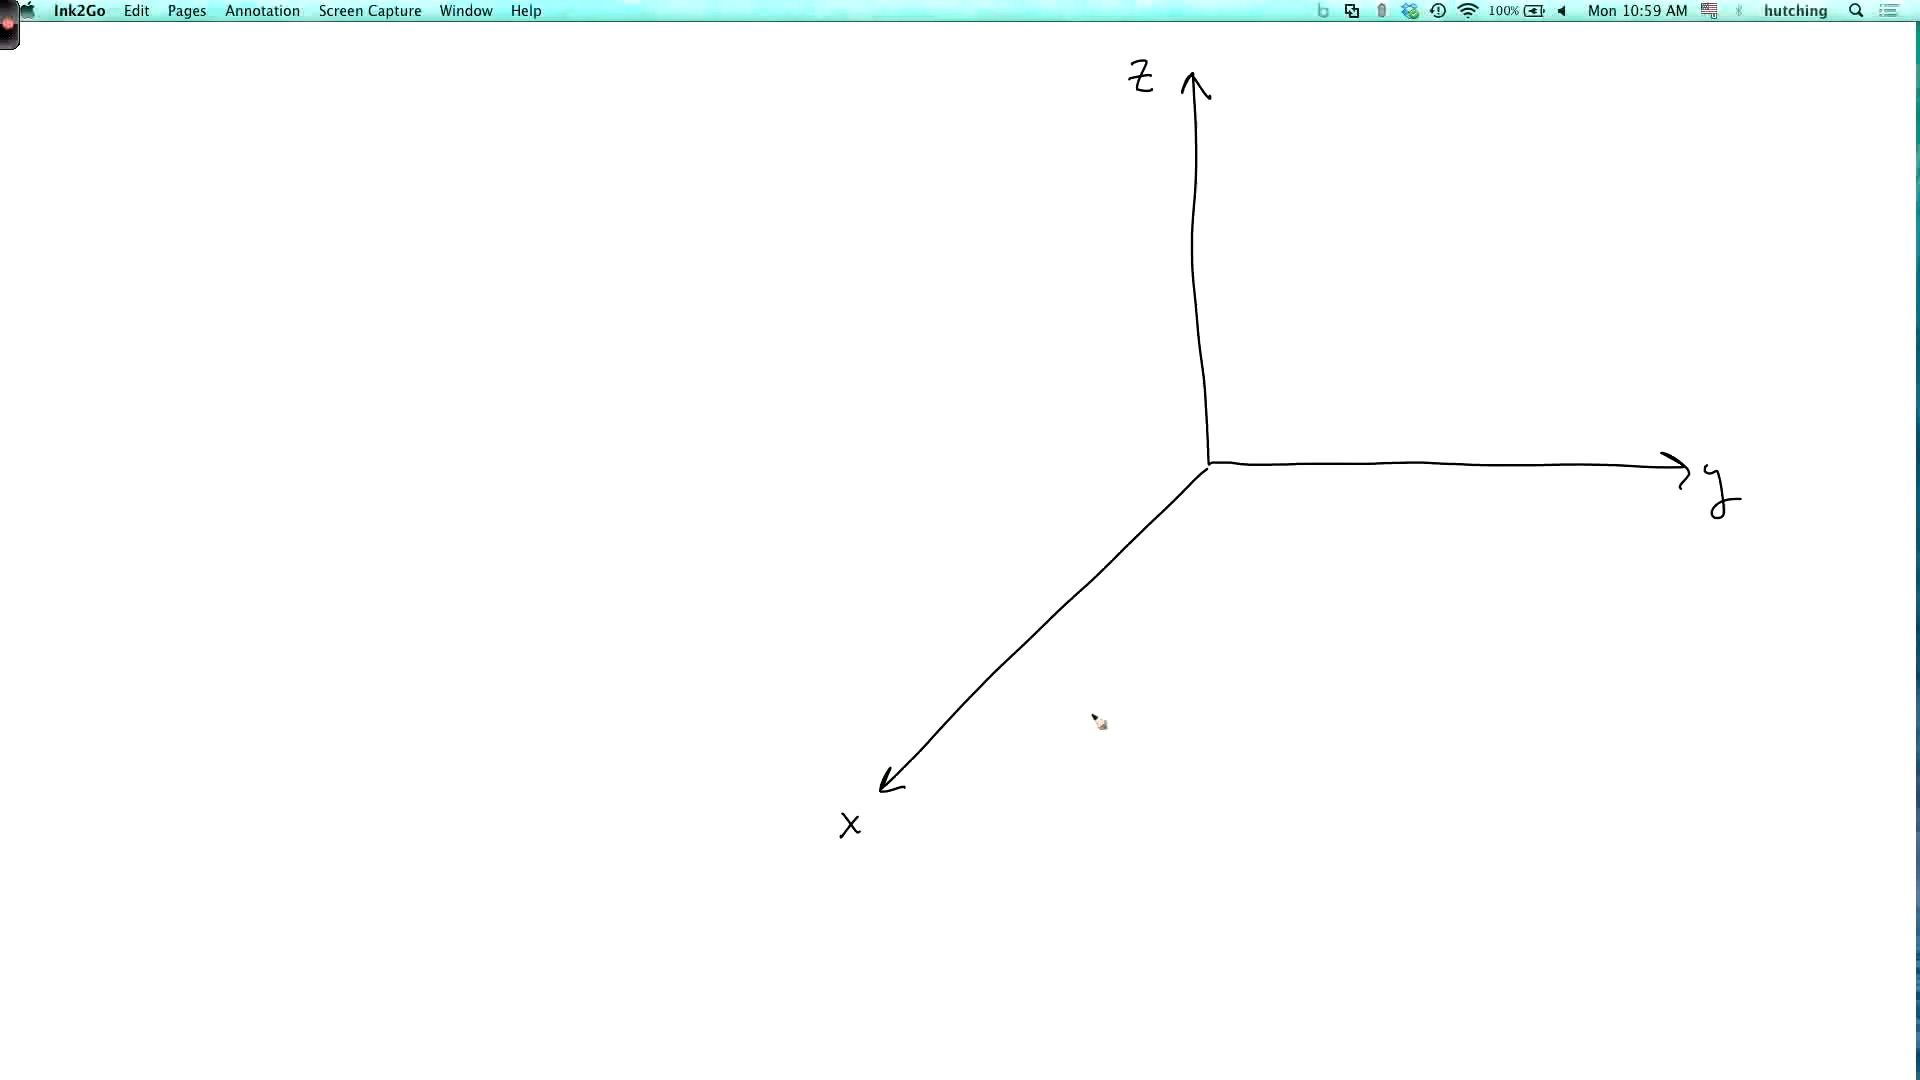 Ink2Go Edit Pages Annotation Screen Capture Window Help 100% Mon 10:59 AM hutching
z
y
x